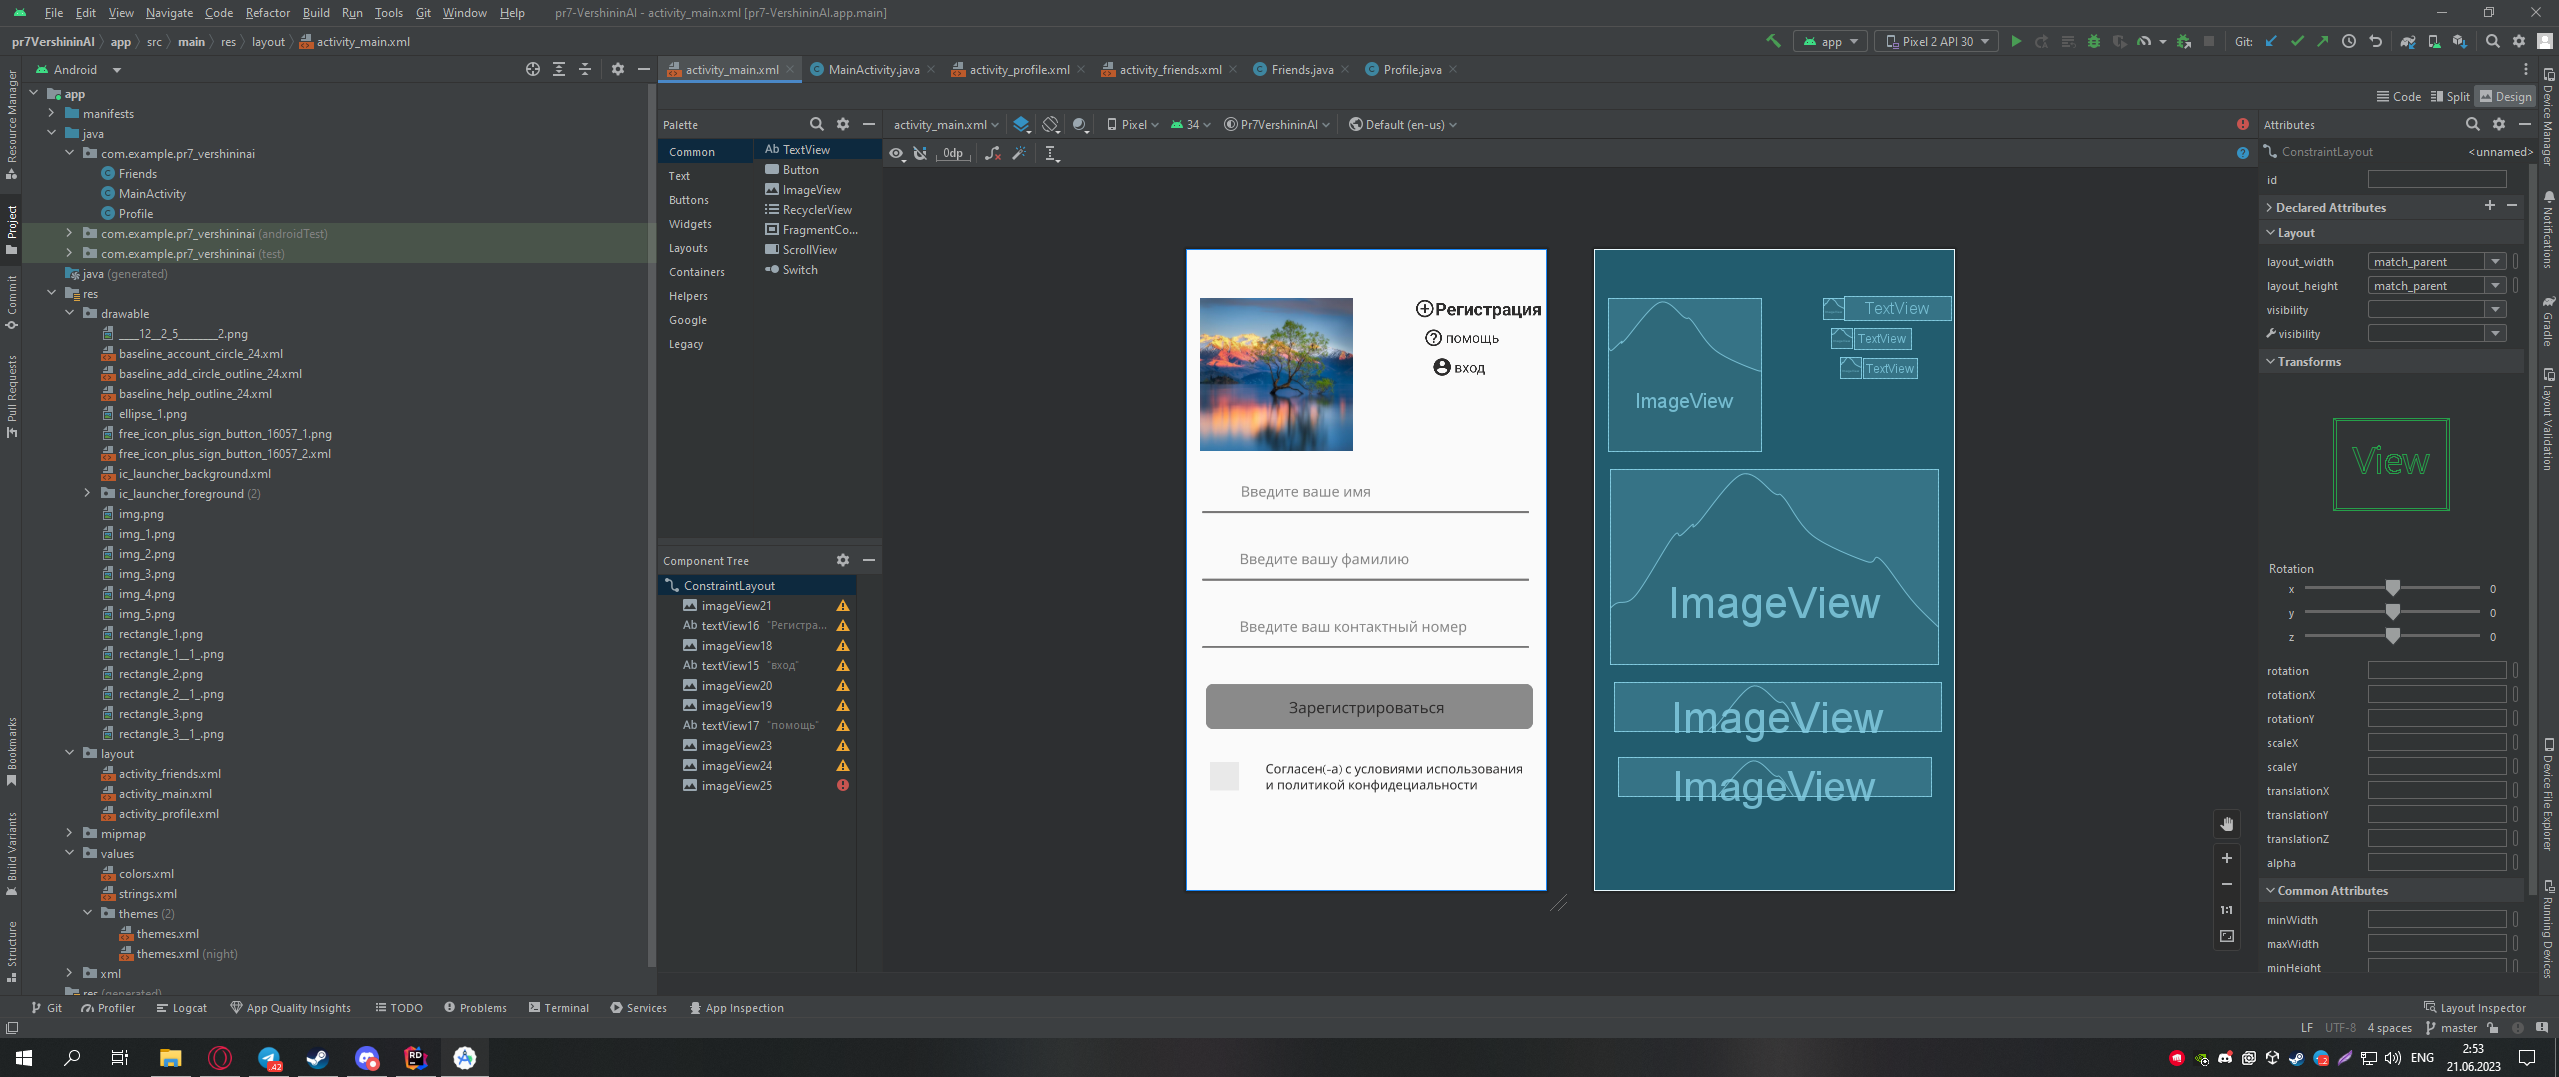 File Edit View Navigate Code Refactor Build Run Tools Git Window Help pr7-VershininAI - activity_main.xml [pr7-VershininAI.app.main]
pr7VershininAI app src main res layout activity_main.xml
app Pixel 2 API 30 Git:
Android
activity_main.xml MainActivity.java activity_profile.xml activity_friends.xml Friends.java Profile.java
Code Split Design
Resource Manager
Project
Commit
Pull Requests
Bookmarks
Build Variants
Structure
app
manifests
java
com.example.pr7_vershininai
Friends
MainActivity
Profile
com.example.pr7_vershininai (androidTest)
com.example.pr7_vershininai (test)
java (generated)
res
drawable
____12__2_5________2.png
baseline_account_circle_24.xml
baseline_add_circle_outline_24.xml
baseline_help_outline_24.xml
ellipse_1.png
free_icon_plus_sign_button_16057_1.png
free_icon_plus_sign_button_16057_2.xml
ic_launcher_background.xml
ic_launcher_foreground (2)
img.png
img_1.png
img_2.png
img_3.png
img_4.png
img_5.png
rectangle_1.png
rectangle_1__1_.png
rectangle_2.png
rectangle_2__1_.png
rectangle_3.png
rectangle_3__1_.png
layout
activity_friends.xml
activity_main.xml
activity_profile.xml
mipmap
values
colors.xml
strings.xml
themes (2)
themes.xml
themes.xml (night)
xml
res (generated)
Palette
Common
Text
Buttons
Widgets
Layouts
Containers
Helpers
Google
Legacy
Ab TextView
Button
ImageView
RecyclerView
FragmentCo...
ScrollView
Switch
Component Tree
ConstraintLayout
imageView21
Ab textView16 "Регистра...
imageView18
Ab textView15 "вход"
imageView20
imageView19
Ab textView17 "помощь"
imageView23
imageView24
imageView25
activity_main.xml Pixel 34 Pr7VershininAI Default (en-us)
0dp
Регистрация
помощь
вход
Введите ваше имя
Введите вашу фамилию
Введите ваш контактный номер
Зарегистрироваться
Согласен(-а) с условиями использования
и политикой конфидециальности
TextView
TextView
TextView
ImageView
ImageView
ImageView
ImageView
1:1
Attributes
ConstraintLayout <unnamed>
id
Declared Attributes
Layout
layout_width match_parent
layout_height match_parent
visibility
visibility
Transforms
View
Rotation
x 0
y 0
z 0
rotation
rotationX
rotationY
scaleX
scaleY
translationX
translationY
translationZ
alpha
Common Attributes
minWidth
maxWidth
minHeight
Device Manager
Notifications
Gradle
Layout Validation
Device File Explorer
Running Devices
Git Profiler Logcat App Quality Insights TODO Problems Terminal Services App Inspection Layout Inspector
LF UTF-8 4 spaces master
RD
42
ENG
2:53
21.06.2023